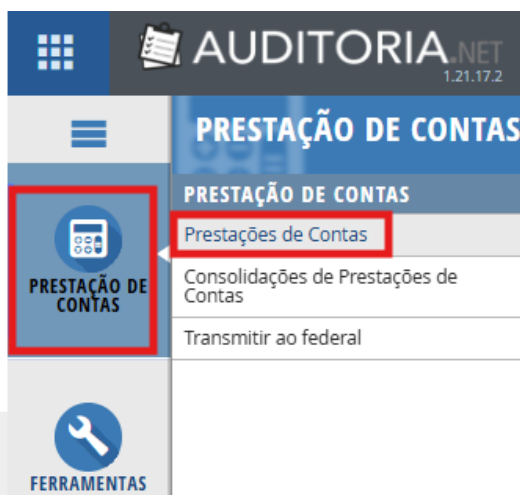 AUDITORIA.NET
1.21.17.2
PRESTAÇÃO DE CONTAS
PRESTAÇÃO DE CONTAS
Prestações de Contas
Consolidações de Prestações de
Contas
Transmitir ao federal
PRESTAÇÃO DE
CONTAS
FERRAMENTAS